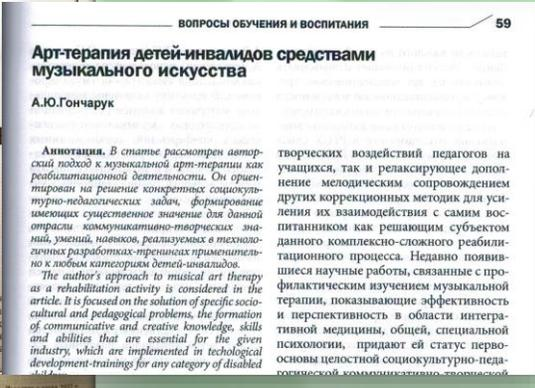 ВОПРОСЫ ОБУЧЕНИЯ И ВОСПИТАНИЯ
59
Арт-терапия детей-инвалидов средствами
музыкального искусства
А.Ю.Гончарук
Аннотация. В статье рассмотрен автор-
ский подход к музыкальной арт-терапии как
реабилитационной деятельности. Он ориен-
тирован на решение конкретных социокуль-
турно-педагогических задач, формирование
имеющих существенное значение для данной
отрасли коммуникативно-творческих зна-
ний, умений, навыков, реализуемых в техноло-
гичных разработках-тренингах применитель-
но к любым категориям детей-инвалидов.
The author's approach to musical art therapy
as a rehabilitation activity is considered in the
article. It is focused on the solution of specific socio-
cultural and pedagogical problems, the formation
of communicative and creative knowledge, skills
and abilities that are essential for the given
industry, which are implemented in techological
development-trainings for any category of disabled
children
творческих воздействий педагогов на
учащихся, так и релаксирующее допол-
нение мелодическим сопровождением
других коррекционных методик для уси-
ления их взаимодействия с самим вос-
питанником как решающим субъектом
данного комплексно-сложного реабили-
тационного процесса. Недавно появив-
шиеся научные работы, связанные с про-
филактическим изучением музыкальной
терапии, показывающие эффективность
и перспективность в области интегра-
тивной медицины, общей, специальной
психологии, придают ей статус перво-
основы целостной социокультурно-педа-
гогической коммуникативно-творческой